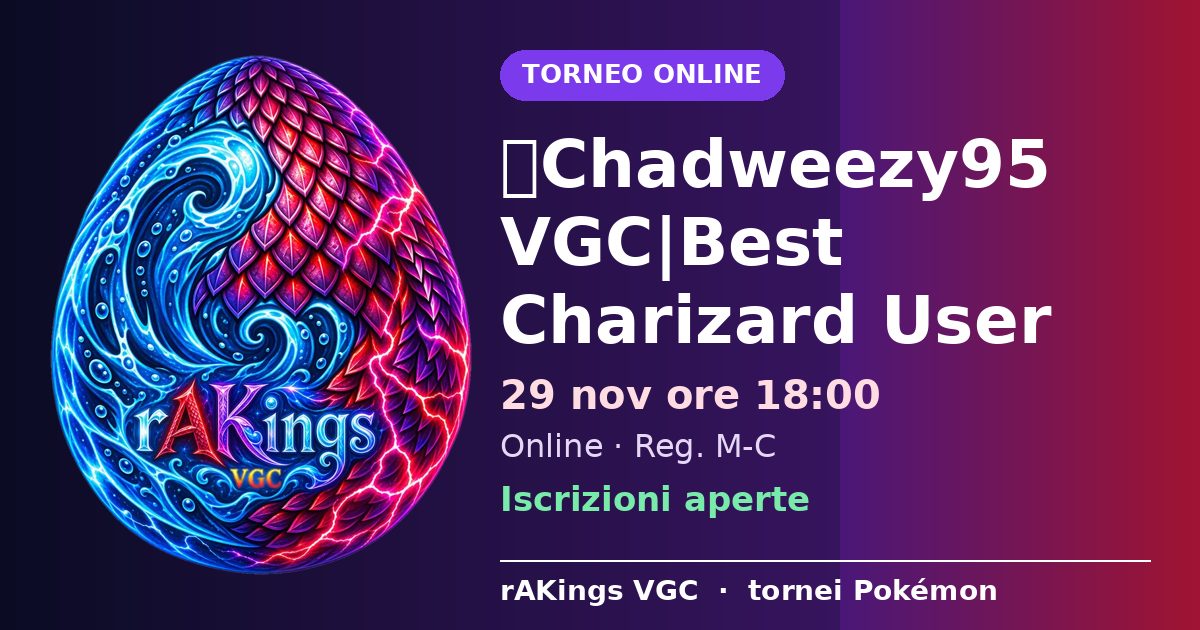 TORNEO ONLINE
Chadweezy95
VGC|Best
Charizard User
29 nov ore 18:00
Online · Reg. M-C
Iscrizioni aperte
rAKings
VGC
rAKings VGC · tornei Pokémon